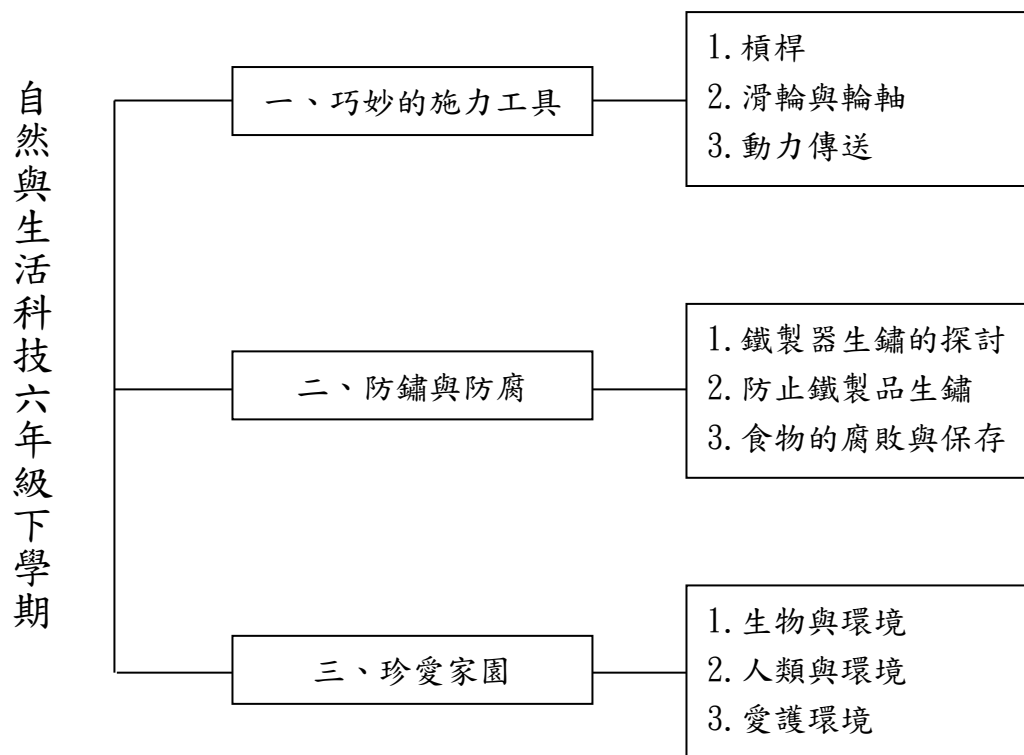 自然與生活科技六年級下學期
一、巧妙的施力工具
1.槓桿
2.滑輪與輪軸
3.動力傳送
二、防鏽與防腐
1.鐵製器生鏽的探討
2.防止鐵製品生鏽
3.食物的腐敗與保存
三、珍愛家園
1.生物與環境
2.人類與環境
3.愛護環境